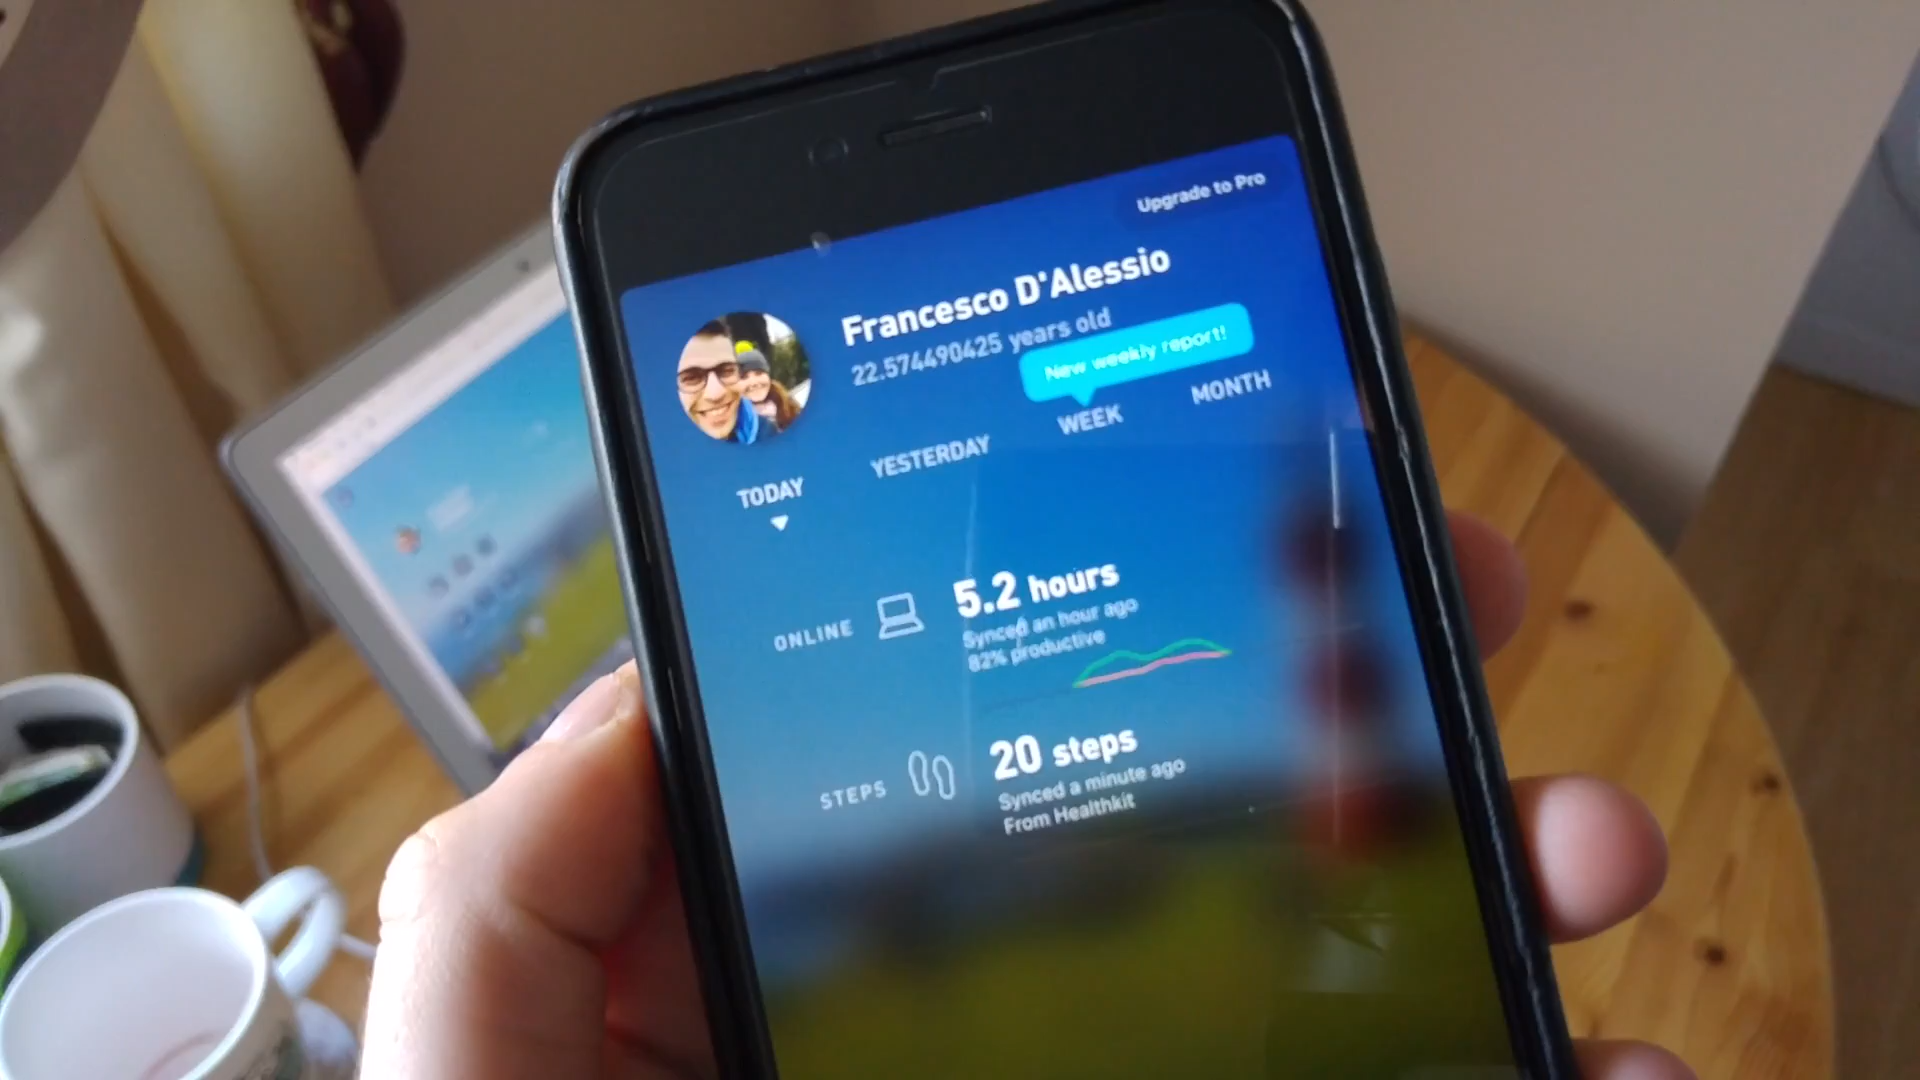 Upgrade to Pro
Francesco D'Alessio
22.574490425 years old
New weekly report!
TODAY
YESTERDAY
WEEK
MONTH
ONLINE
5.2 hours
Synced an hour ago
82% productive
STEPS
20 steps
Synced a minute ago
From Healthkit